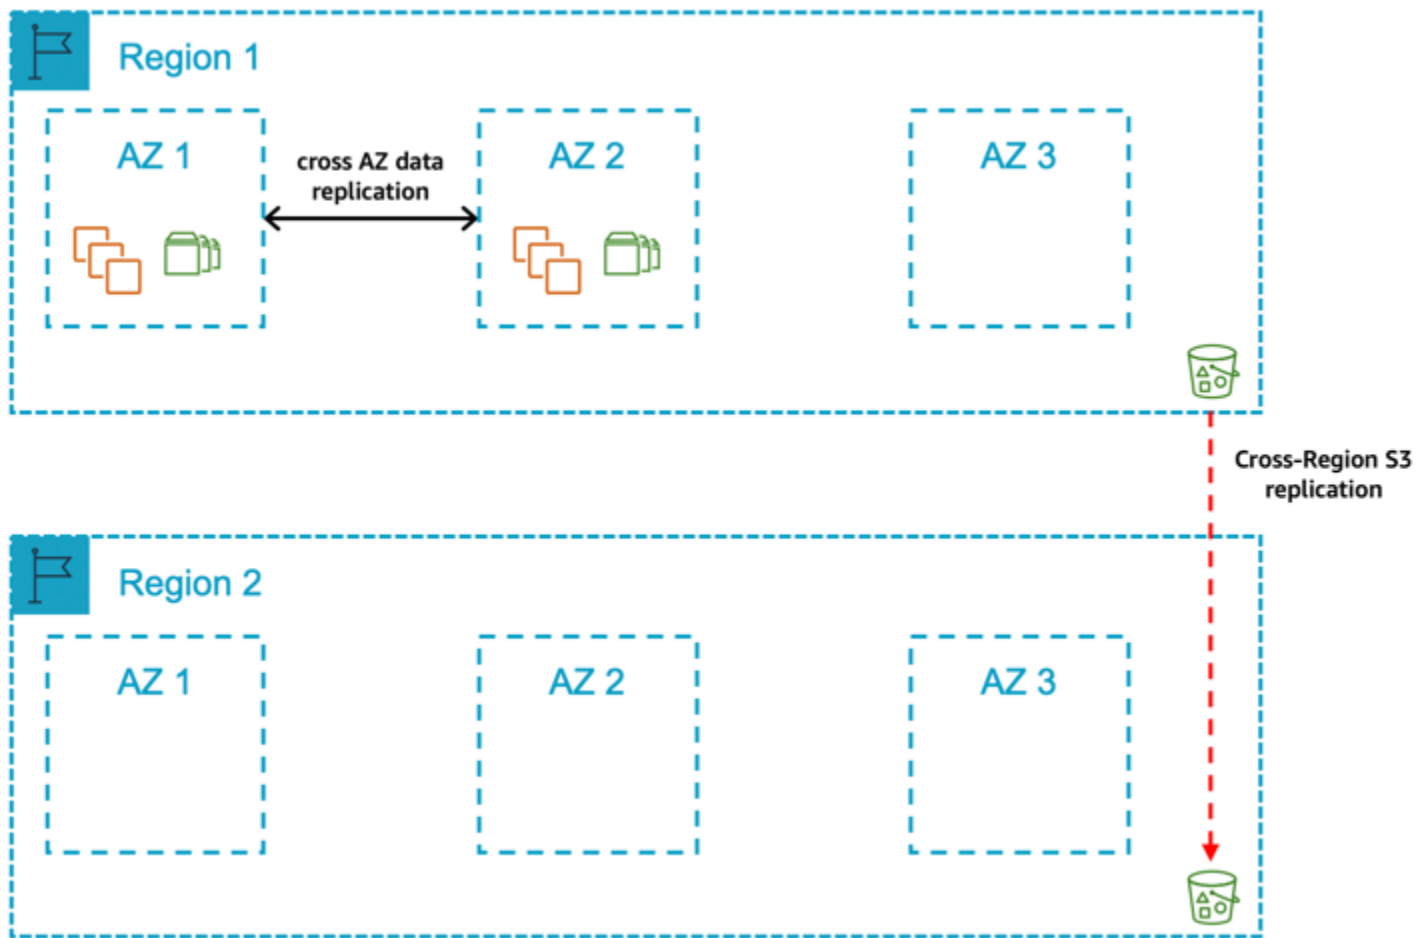 Region 1
AZ 1
cross AZ data
replication
AZ 2
AZ 3
Cross-Region S3
replication
Region 2
AZ 1
AZ 2
AZ 3